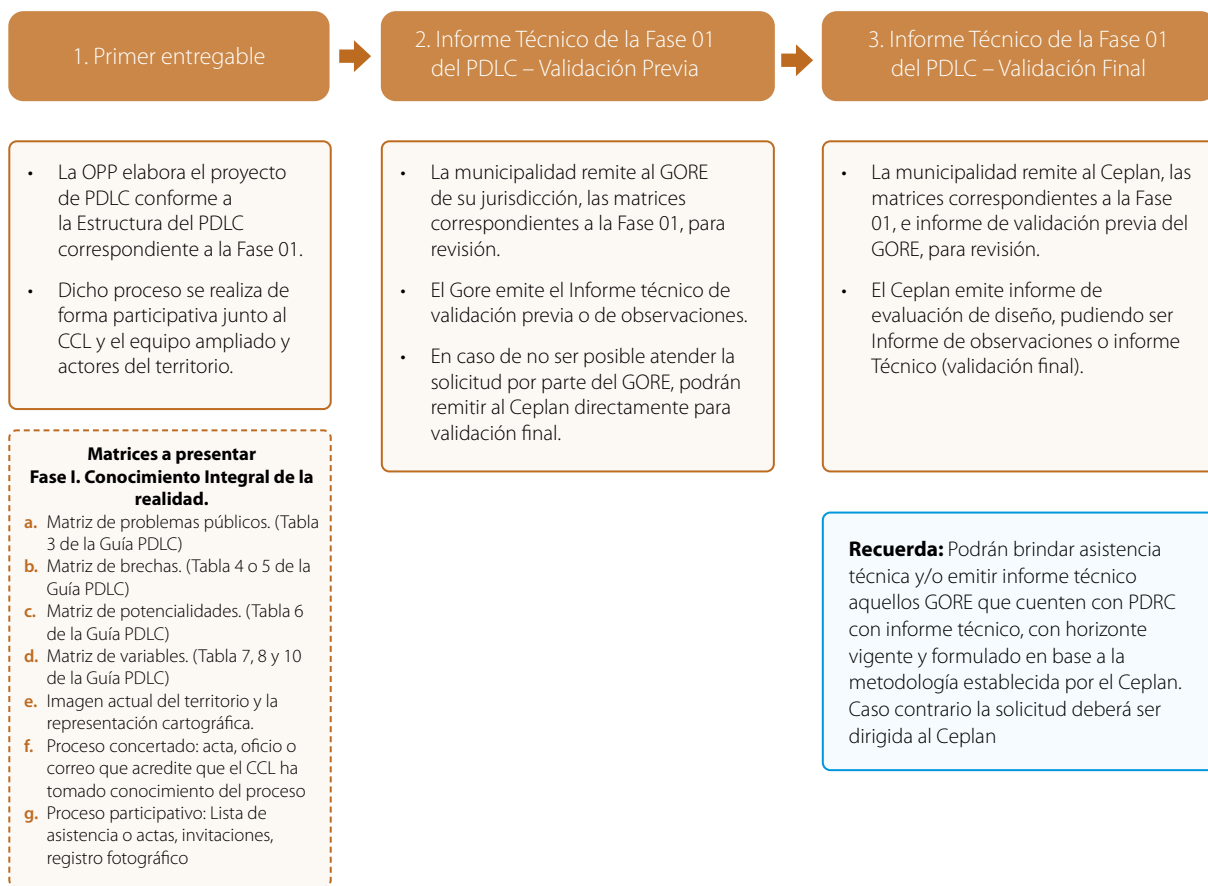 1. Primer entregable
2. Informe Técnico de la Fase 01
del PDLC – Validación Previa
3. Informe Técnico de la Fase 01
del PDLC – Validación Final
• La OPP elabora el proyecto
de PDLC conforme a
la Estructura del PDLC
correspondiente a la Fase 01.
• Dicho proceso se realiza de
forma participativa junto al
CCL y el equipo ampliado y
actores del territorio.
Matrices a presentar
Fase I. Conocimiento Integral de la
realidad.
a. Matriz de problemas públicos. (Tabla
3 de la Guía PDLC)
b. Matriz de brechas. (Tabla 4 o 5 de la
Guía PDLC)
c. Matriz de potencialidades. (Tabla 6
de la Guía PDLC)
d. Matriz de variables. (Tabla 7, 8 y 10
de la Guía PDLC)
e. Imagen actual del territorio y la
representación cartográfica.
f. Proceso concertado: acta, oficio o
correo que acredite que el CCL ha
tomado conocimiento del proceso
g. Proceso participativo: Lista de
asistencia o actas, invitaciones,
registro fotográfico
• La municipalidad remite al GORE
de su jurisdicción, las matrices
correspondientes a la Fase 01, para
revisión.
• El Gore emite el Informe técnico de
validación previa o de observaciones.
• En caso de no ser posible atender la
solicitud por parte del GORE, podrán
remitir al Ceplan directamente para
validación final.
• La municipalidad remite al Ceplan, las
matrices correspondientes a la Fase
01, e informe de validación previa del
GORE, para revisión.
• El Ceplan emite informe de
evaluación de diseño, pudiendo ser
Informe de observaciones o informe
Técnico (validación final).
Recuerda: Podrán brindar asistencia
técnica y/o emitir informe técnico
aquellos GORE que cuenten con PDRC
con informe técnico, con horizonte
vigente y formulado en base a la
metodología establecida por el Ceplan.
Caso contrario la solicitud deberá ser
dirigida al Ceplan